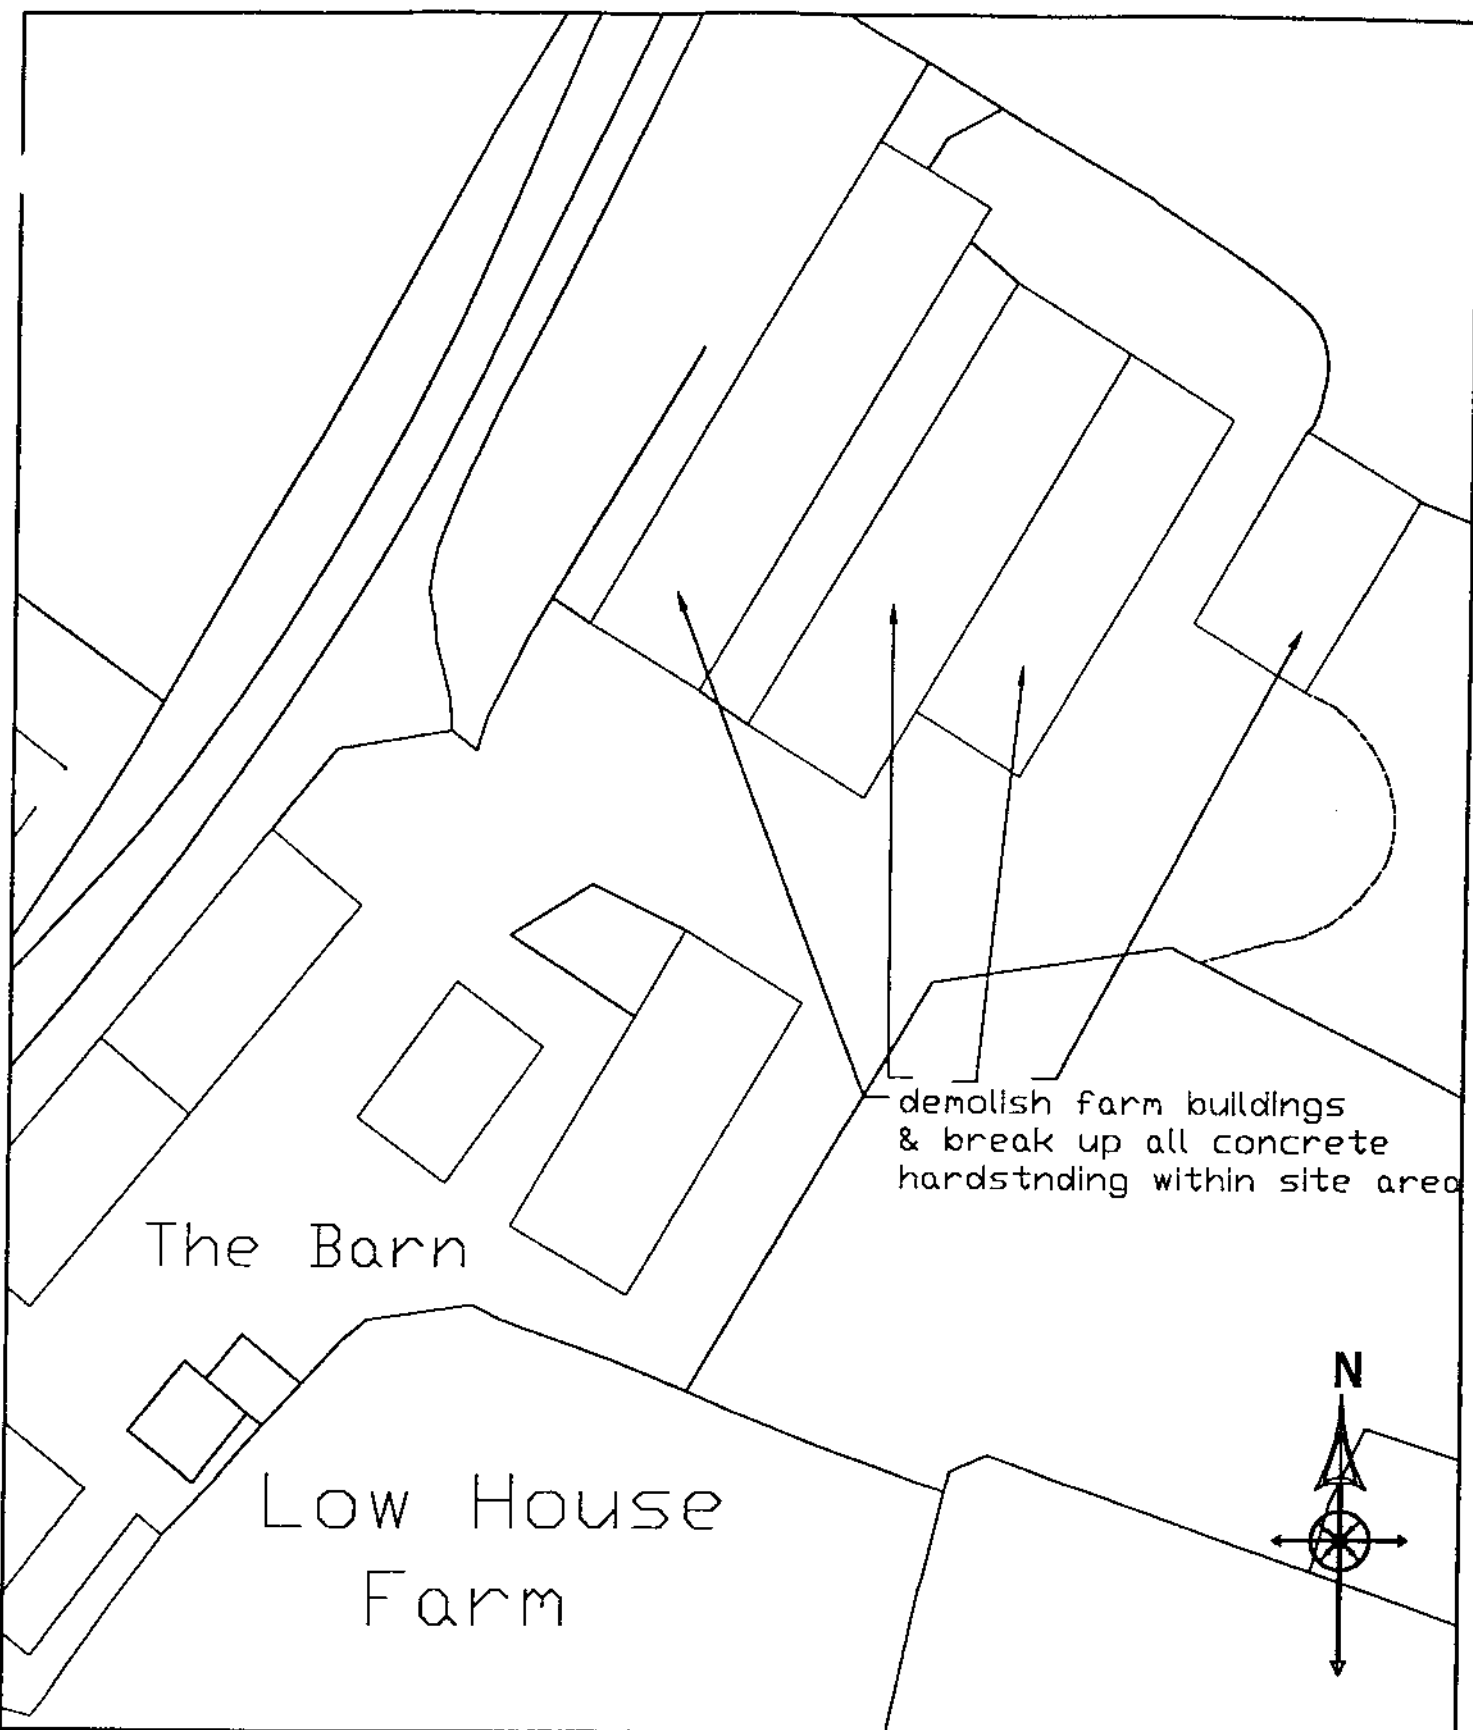 demolish farm buildings
& break up all concrete
hardstnding within site area
The Barn
N
Low House
Farm